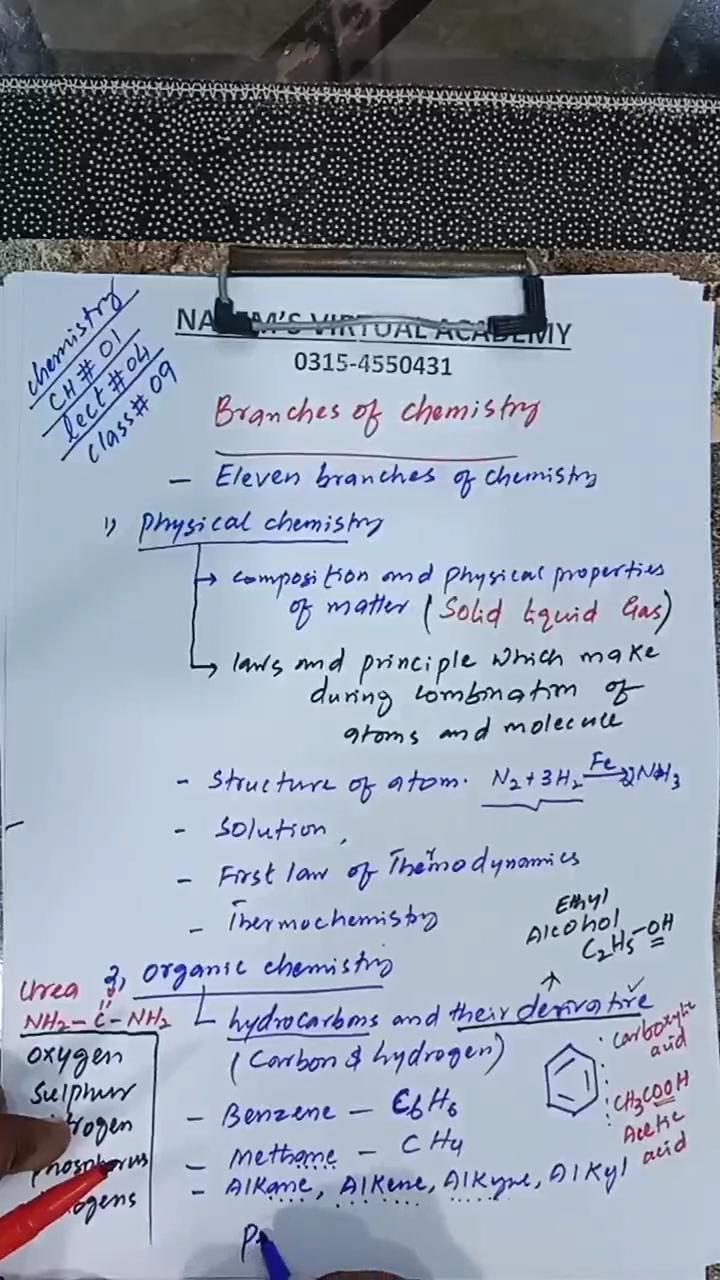 chemistry
CH # 01
lect # 04
class # 09
VIRTUAL ACADEMY
0315-4550431
Branches of chemistry
- Eleven branches of chemistry
1) Physical chemistry
→ composition and physical properties
of matter (Solid liquid Gas)
→ laws and principle which make
during combination of
atoms and molecule
- Structure of atom. N2 + 3H2 Fe → 2NH3
- Solution,
- First law of Themodynamics
- Thermochemistry
Ethyl
Alcohol
C2H5-OH
Urea
O
NH2-C-NH2
2, organic chemistry
hydrocarbons and their derivative ✓
(Carbon & hydrogen)
Carboxylic
acid
- Benzene - C6H6
CH3COOH
Acetic
acid
- Methane - CH4
- Alkane, Alkene, Alkyne, Alkyl
oxygen
Sulphur
phosphorus
P